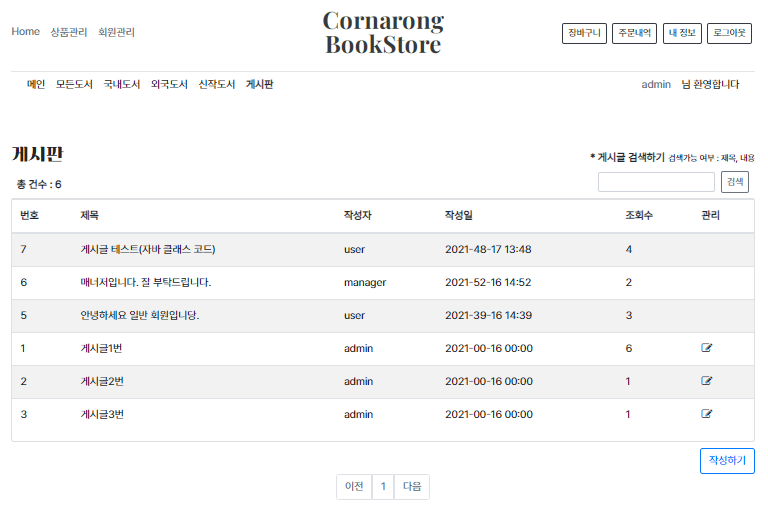 Home 상품관리 회원관리
Cornarong
BookStore
장바구니 주문내역 내 정보 로그아웃
메인 모든도서 국내도서 외국도서 신작도서 게시판
admin 님 환영합니다
게시판
* 게시글 검색하기 검색가능 여부 : 제목, 내용
총 건수 : 6
검색
번호 제목 작성자 작성일 조회수 관리
7 게시글 테스트(자바 클래스 코드) user 2021-48-17 13:48 4
6 매너저입니다. 잘 부탁드립니다. manager 2021-52-16 14:52 2
5 안녕하세요 일반 회원입니당. user 2021-39-16 14:39 3
1 게시글1번 admin 2021-00-16 00:00 6
2 게시글2번 admin 2021-00-16 00:00 1
3 게시글3번 admin 2021-00-16 00:00 1
작성하기
이전 1 다음